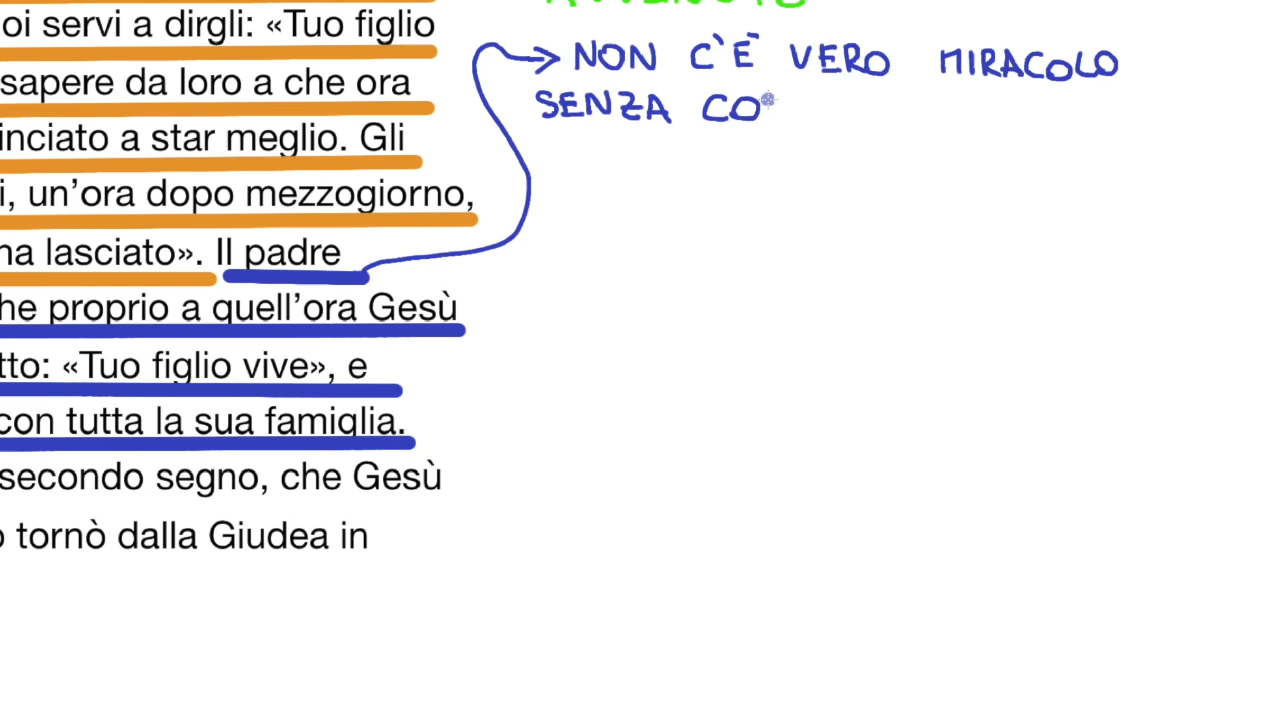 oi servi a dirgli: «Tuo figlio
sapere da loro a che ora
inciato a star meglio. Gli
i, un’ora dopo mezzogiorno,
na lasciato». Il padre
he proprio a quell’ora Gesù
tto: «Tuo figlio vive», e
con tutta la sua famiglia.
secondo segno, che Gesù
o tornò dalla Giudea in
NON C'È VERO MIRACOLO
SENZA CO